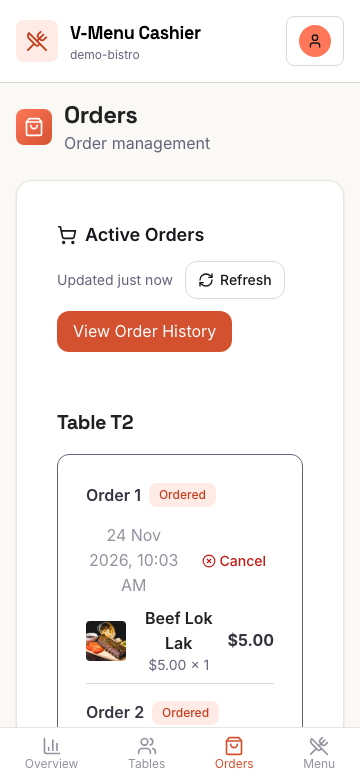 V-Menu Cashier
demo-bistro
Orders
Order management
Active Orders
Updated just now
Refresh
View Order History
Table T2
Order 1
Ordered
24 Nov
2026, 10:03
AM
Cancel
Beef Lok
Lak
$5.00
$5.00 × 1
Order 2
Ordered
Overview
Tables
Orders
Menu